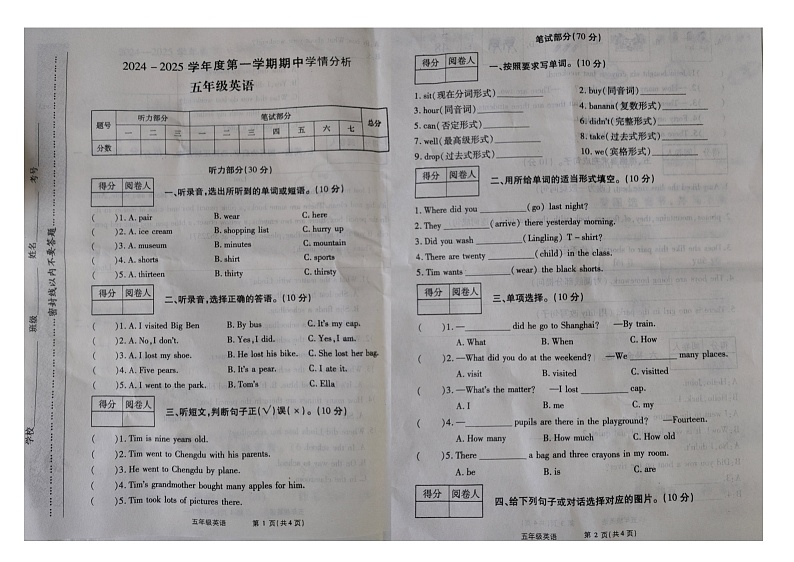 2024-2025学年度第一学期期中学情分析
五年级英语
题号 听力部分 笔试部分 总分
一 二 三 一 二 三 四 五 六 七
分数
听力部分(30分)
得分 阅卷人
一、听录音,选出所听到的单词或短语。(10分)
( )1. A. pair B. wear C. here
( )2. A. ice cream B. shopping list C. hurry up
( )3. A. museum B. minutes C. mountain
( )4. A. shorts B. shirt C. sports
( )5. A. thirteen B. thirty C. thirsty
得分 阅卷人
二、听录音,选择正确的答语。(10分)
( )1. A. I visited Big Ben B. By bus C. It's my cap.
( )2. A. No, I don't. B. Yes, I did. C. Yes, I am.
( )3. A. I lost my shoe. B. He lost his bike. C. She lost her bag.
( )4. A. Five pears. B. It's a pear. C. I ate it.
( )5. A. I went to the park. B. Tom's C. Ella
得分 阅卷人
三、听短文,判断句子正(√)误(×)。(10分)
( )1. Tim is nine years old.
( )2. Tim went to Chengdu with his parents.
( )3. He went to Chengdu by plane.
( )4. Tim's grandmother bought many apples for him.
( )5. Tim took lots of pictures there.
五年级英语 第1页(共4页)
学校 班级 姓名 考号
密封线以内不要答题
笔试部分(70分)
得分 阅卷人
一、按照要求写单词。(10分)
1. sit(现在分词形式)________ 2. buy(同音词)________
3. hour(同音词)________ 4. banana(复数形式)________
5. can(否定形式)________ 6. didn't(完整形式)________
7. well(最高级形式)________ 8. take(过去式形式)________
9. drop(过去式形式)________ 10. we(宾格形式)________
得分 阅卷人
二、用所给单词的适当形式填空。(10分)
1. Where did you ________(go) last night?
2. They ________(arrive) there yesterday morning.
3. Did you wash ________(Lingling) T-shirt?
4. There are twenty ________(child) in the class.
5. Tim wants ________(wear) the black shorts.
得分 阅卷人
三、单项选择。(10分)
( )1. —________ did he go to Shanghai? —By train.
A. What B. When C. How
( )2. —What did you do at the weekend? —We ________ many places.
A. visit B. visited C. visitted
( )3. —What's the matter? —I lost ________ cap.
A. I B. me C. my
( )4. —________ pupils are there in the playground? —Fourteen.
A. How many B. How much C. How old
( )5. There ________ a bag and three crayons in my room.
A. be B. is C. are
得分 阅卷人
四、给下列句子或对话选择对应的图片。(10分)
五年级英语 第2页(共4页)